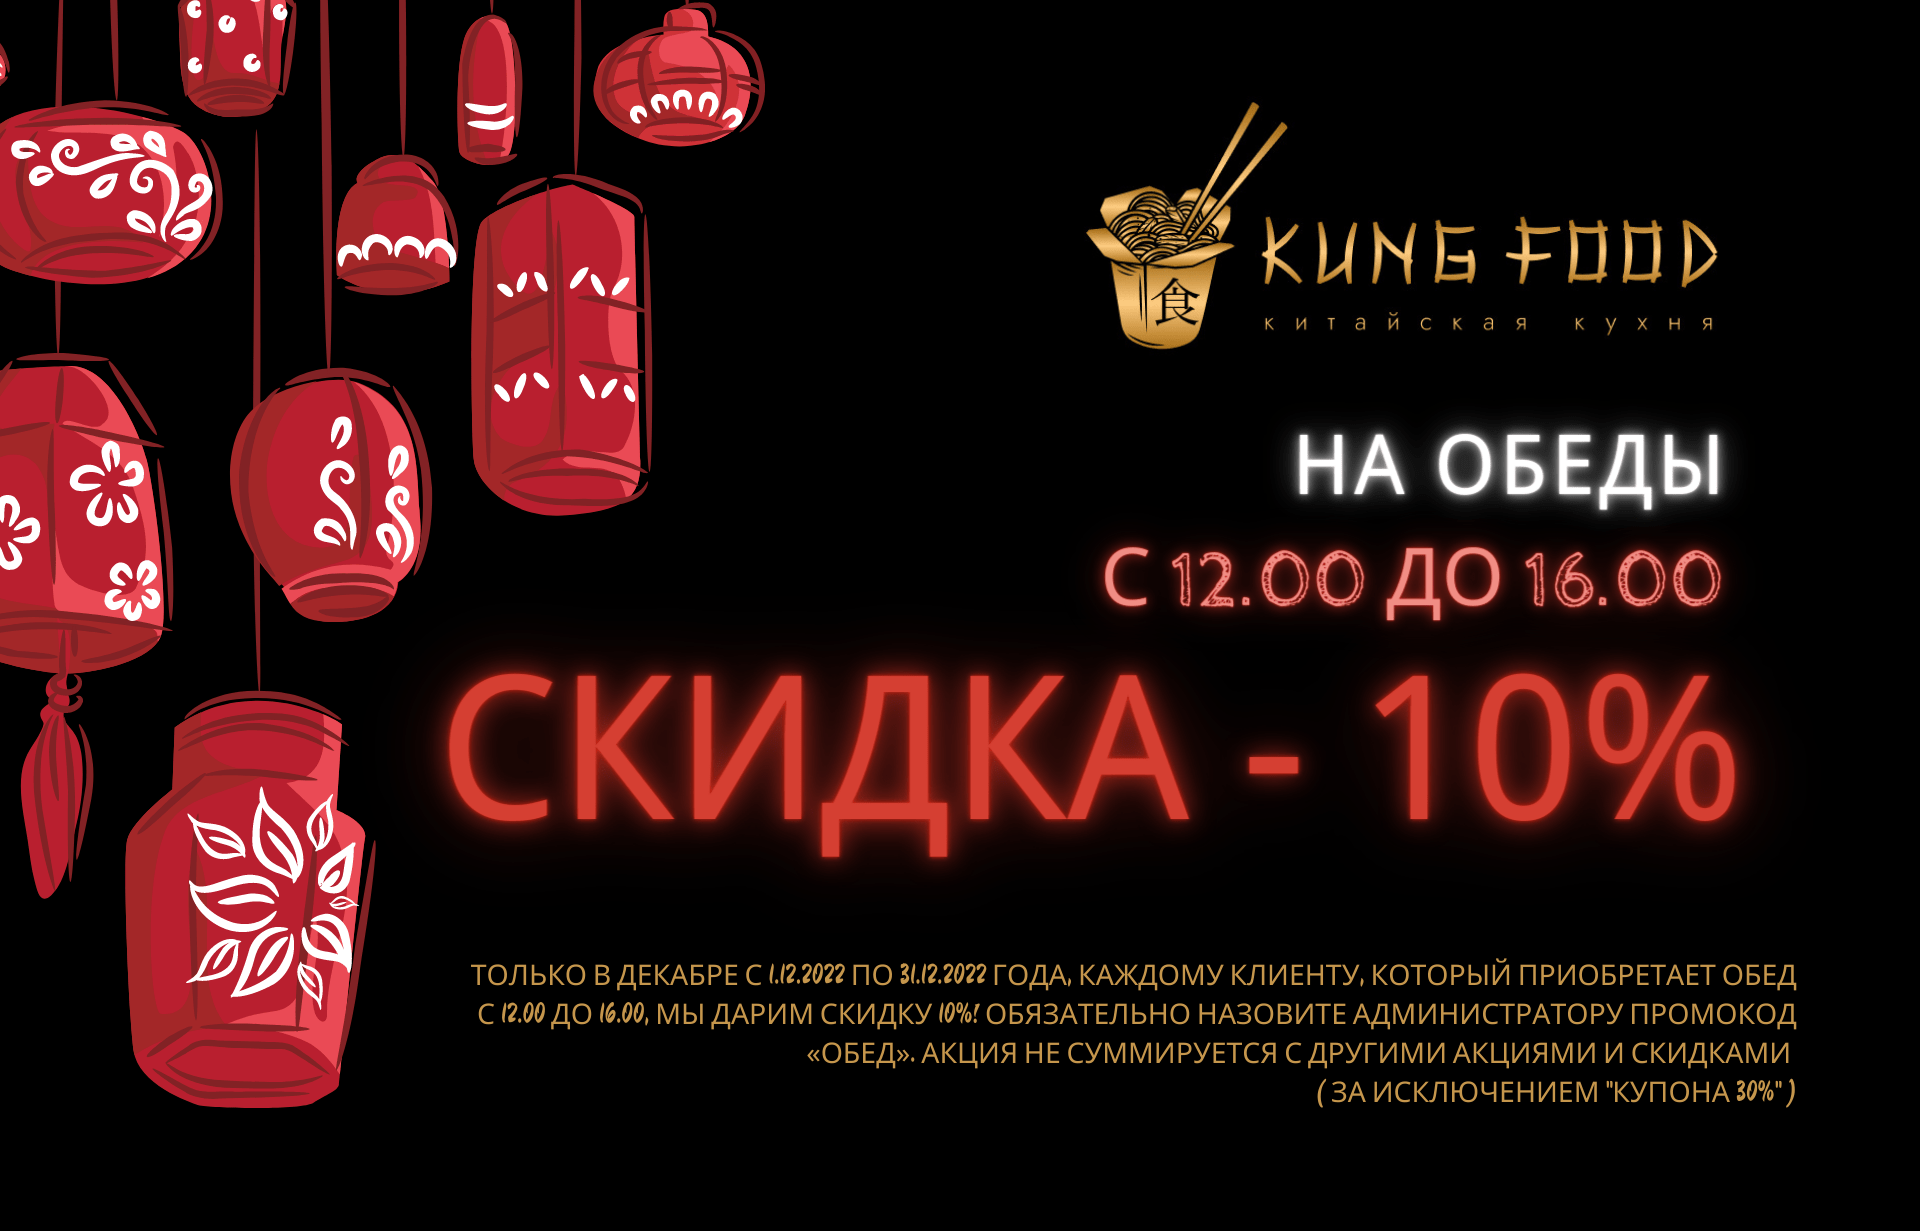 食
KUNG FOOD
китайская кухня
НА ОБЕДЫ
С 12.00 ДО 16.00
СКИДКА - 10%
ТОЛЬКО В ДЕКАБРЕ С 1.12.2022 ПО 31.12.2022 ГОДА, КАЖДОМУ КЛИЕНТУ, КОТОРЫЙ ПРИОБРЕТАЕТ ОБЕД
С 12.00 ДО 16.00, МЫ ДАРИМ СКИДКУ 10%! ОБЯЗАТЕЛЬНО НАЗОВИТЕ АДМИНИСТРАТОРУ ПРОМОКОД
«ОБЕД». АКЦИЯ НЕ СУММИРУЕТСЯ С ДРУГИМИ АКЦИЯМИ И СКИДКАМИ
( ЗА ИСКЛЮЧЕНИЕМ "КУПОНА 30%" )